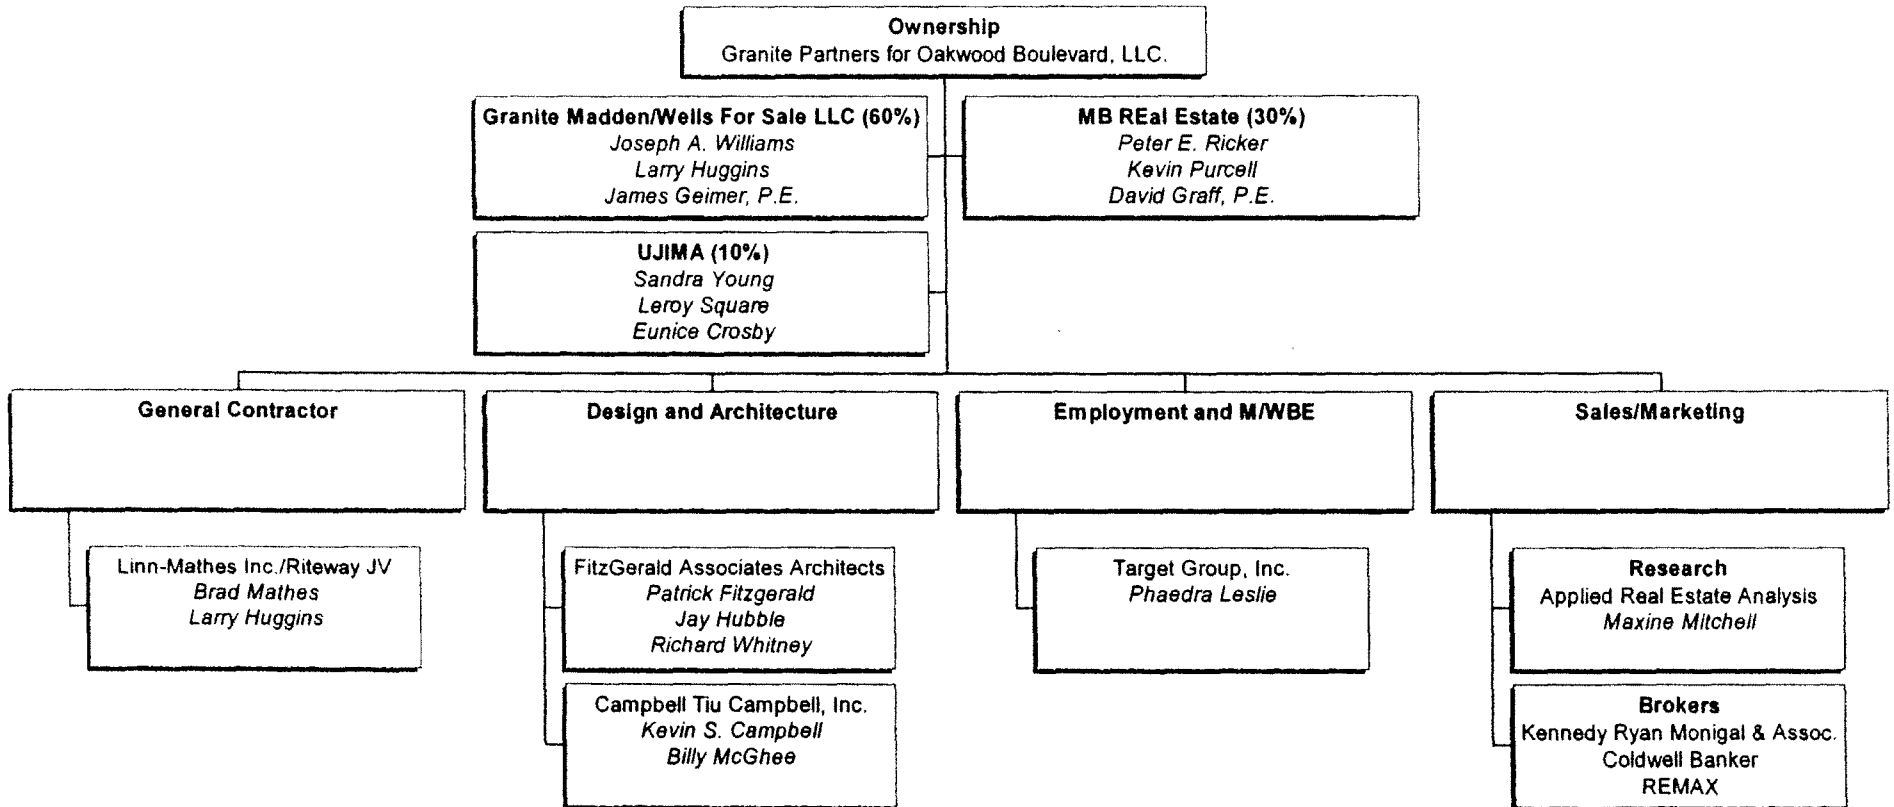 Ownership
Granite Partners for Oakwood Boulevard, LLC.
Granite Madden/Wells For Sale LLC (60%)
Joseph A. Williams
Larry Huggins
James Geimer, P.E.
MB REal Estate (30%)
Peter E. Ricker
Kevin Purcell
David Graff, P.E.
UJIMA (10%)
Sandra Young
Leroy Square
Eunice Crosby
General Contractor
Linn-Mathes Inc./Riteway JV
Brad Mathes
Larry Huggins
Design and Architecture
FitzGerald Associates Architects
Patrick Fitzgerald
Jay Hubble
Richard Whitney
Campbell Tiu Campbell, Inc.
Kevin S. Campbell
Billy McGhee
Employment and M/WBE
Target Group, Inc.
Phaedra Leslie
Sales/Marketing
Research
Applied Real Estate Analysis
Maxine Mitchell
Brokers
Kennedy Ryan Monigal & Assoc.
Coldwell Banker
REMAX